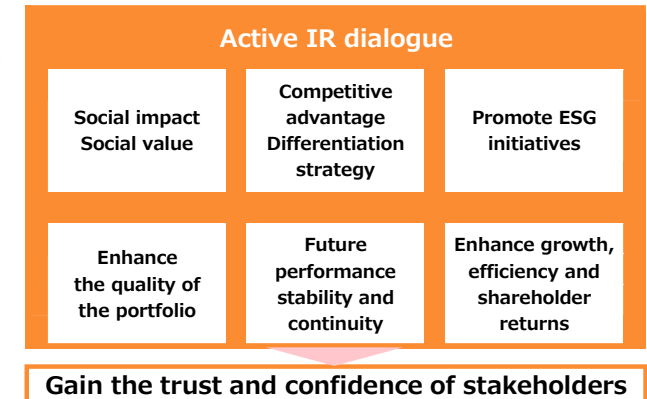 Active IR dialogue
Social impact
Social value
Competitive
advantage
Differentiation
strategy
Promote ESG
initiatives
Enhance
the quality of
the portfolio
Future
performance
stability and
continuity
Enhance growth,
efficiency and
shareholder
returns
Gain the trust and confidence of stakeholders